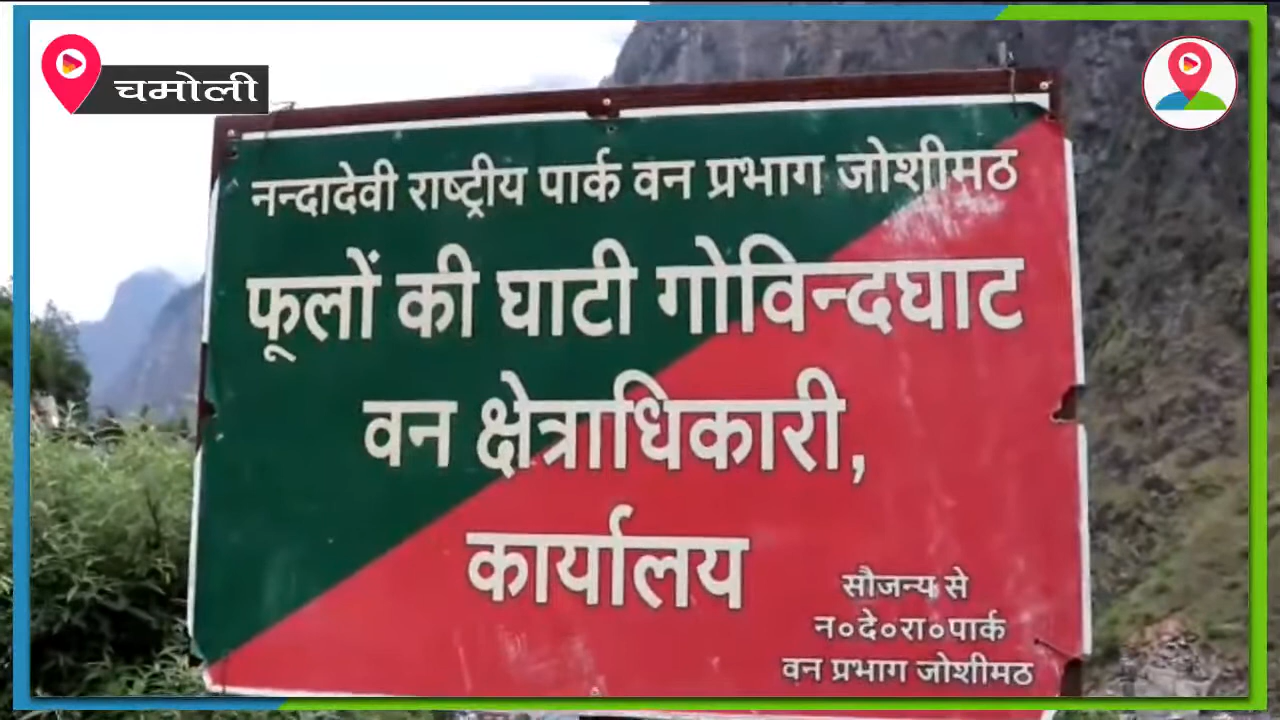 चमोली
नन्दादेवी राष्ट्रीय पार्क वन प्रभाग जोशीमठ
फूलों की घाटी गोविन्दघाट
वन क्षेत्राधिकारी,
कार्यालय
सौजन्य से
न०दे०रा०पार्क
वन प्रभाग जोशीमठ